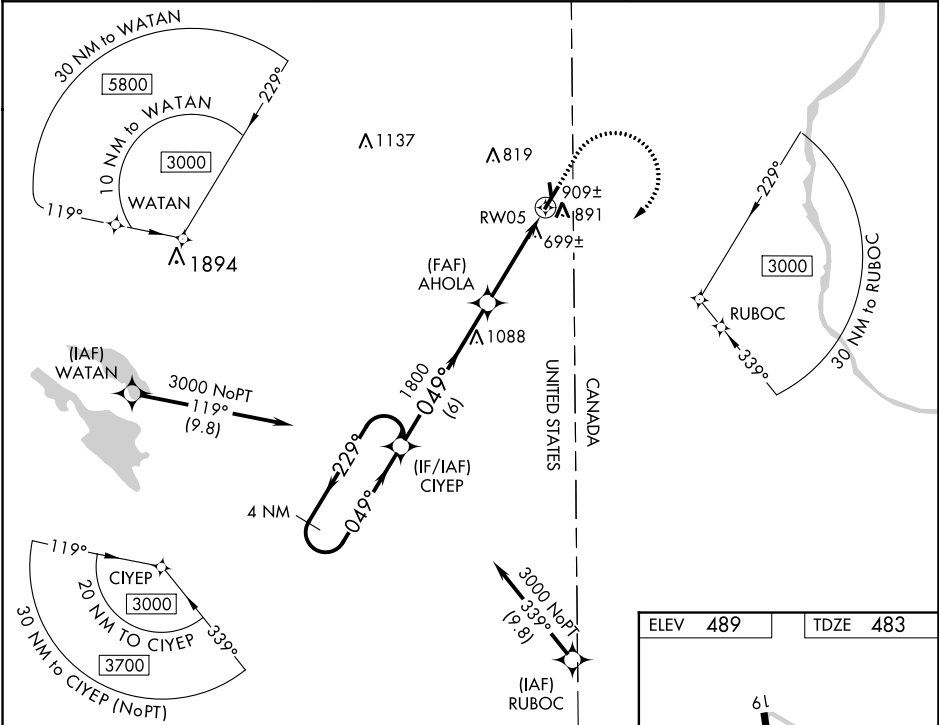 30 NM to WATAN
5800
229°
10 NM to WATAN
3000
WATAN
119°
1894
1137
819
909±
RW05
891
699±
(FAF)
AHOLA
1088
229°
3000
RUBOC
339°
30 NM to RUBOC
(IAF)
WATAN
3000 NoPT
119°
(9.8)
1800
049°
(6)
UNITED STATES
CANADA
229°
049°
(IF/IAF)
CIYEP
4 NM
119°
CIYEP
3000
20 NM TO CIYEP
339°
3700
30 NM to CIYEP (NoPT)
3000 NoPT
339°
(9.8)
(IAF)
RUBOC
ELEV 489
TDZE 483
19